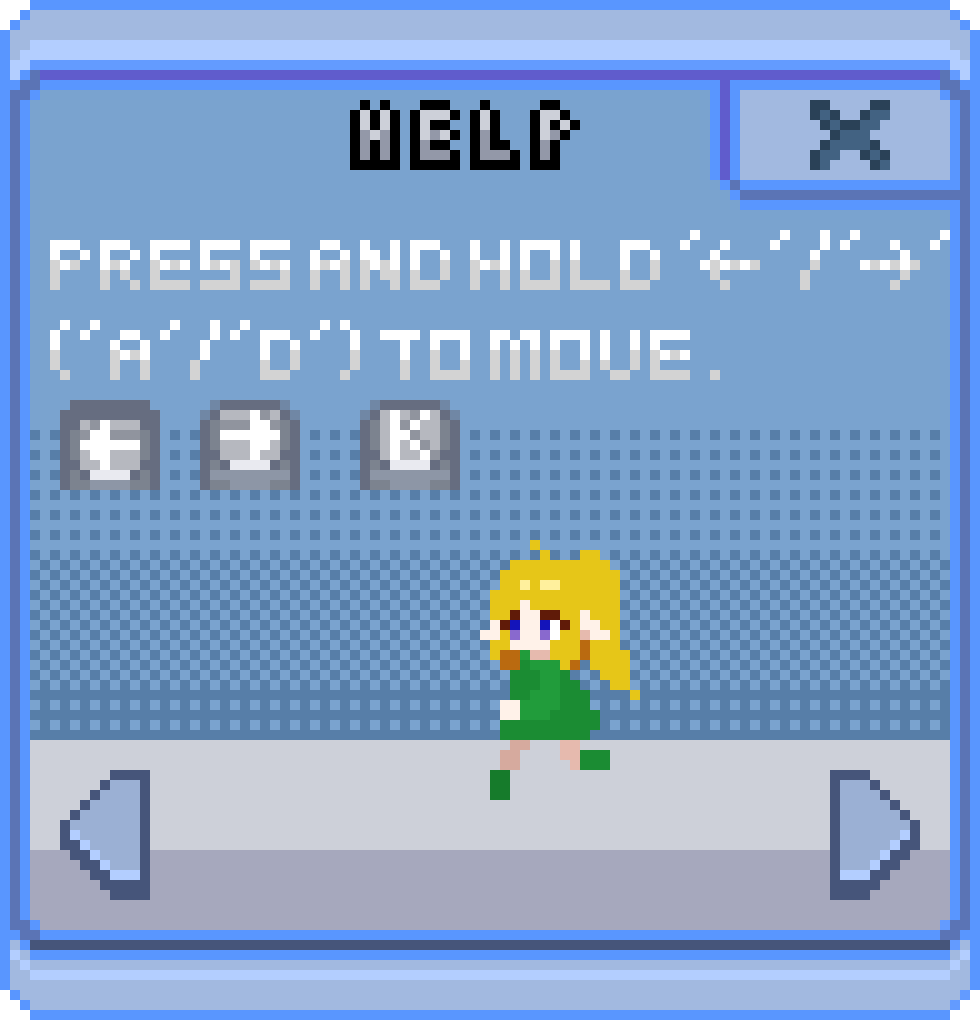 HELP
PRESS AND HOLD '←'/'→'
('A'/'D') TO MOVE.
← → K